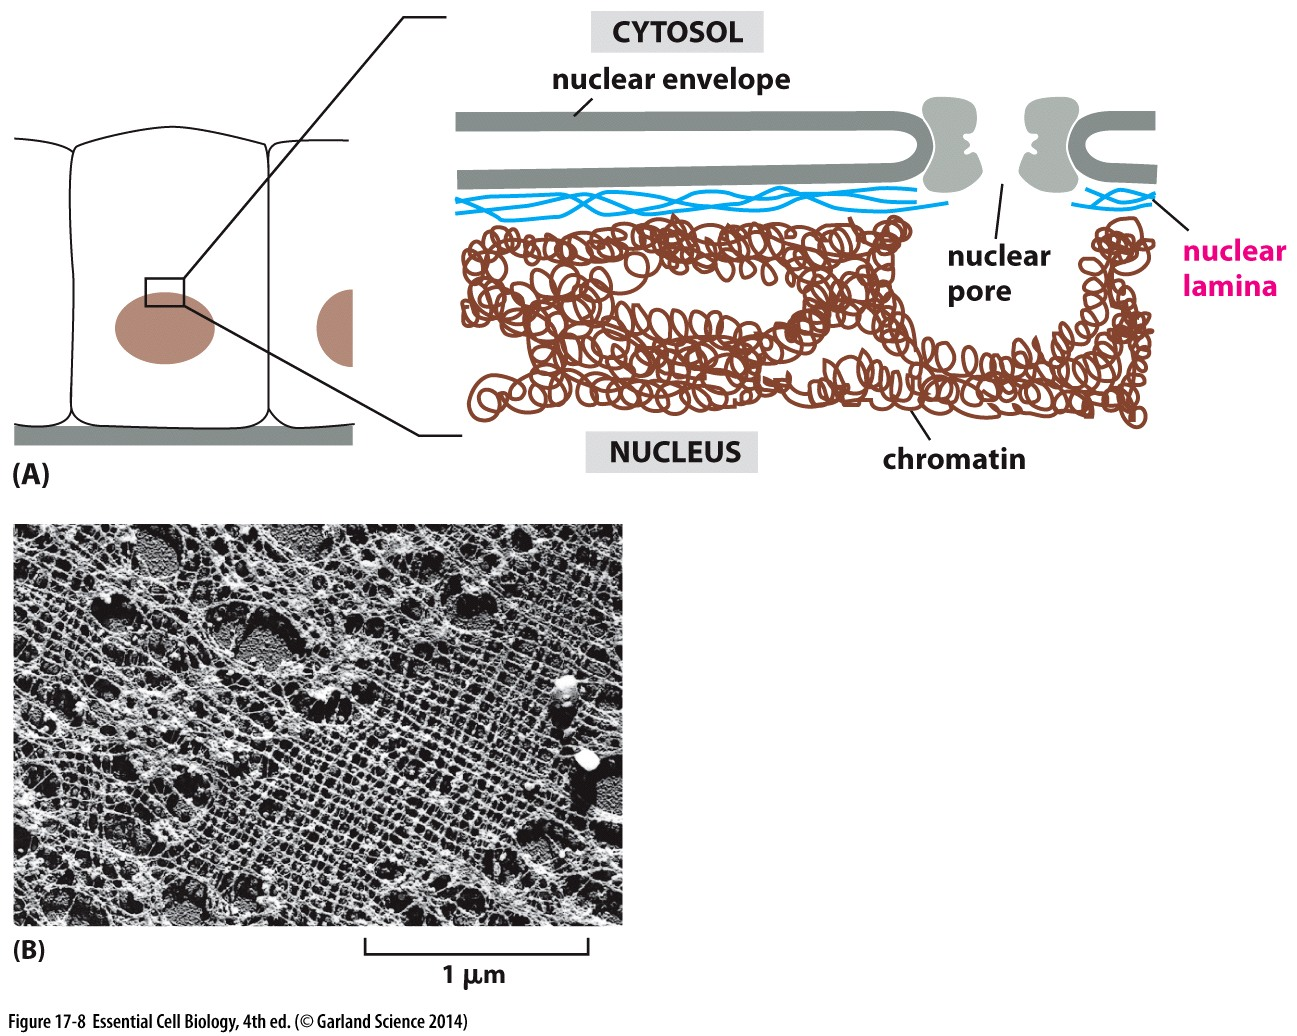 CYTOSOL
nuclear envelope
nuclear
pore
nuclear
lamina
NUCLEUS
chromatin
(A)
(B)
1 μm
Figure 17-8 Essential Cell Biology, 4th ed. (© Garland Science 2014)